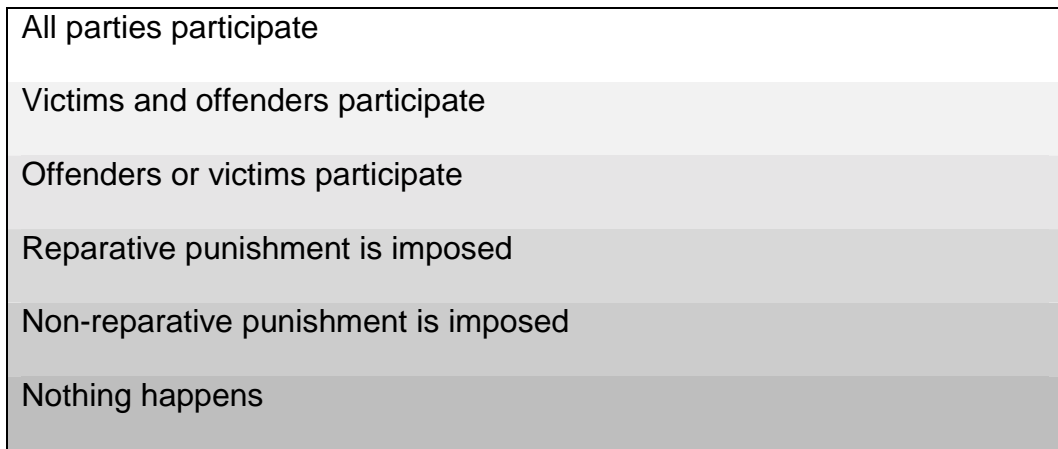 All parties participate
Victims and offenders participate
Offenders or victims participate
Reparative punishment is imposed
Non-reparative punishment is imposed
Nothing happens